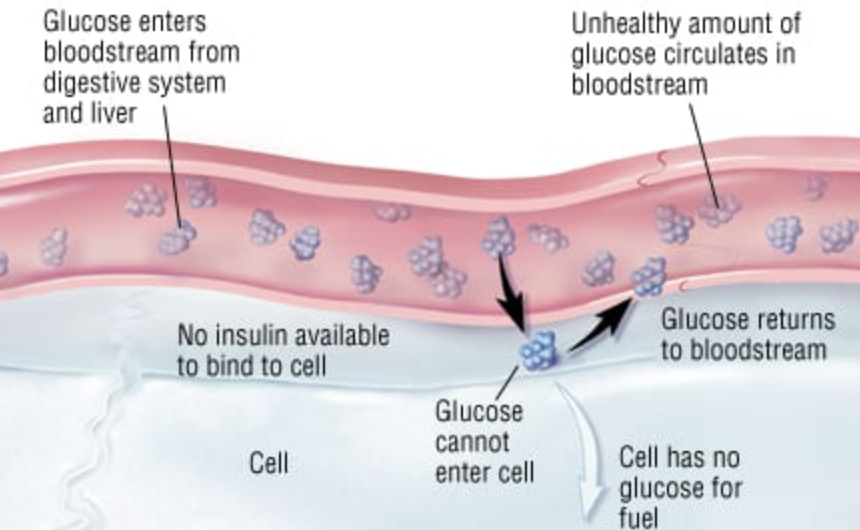 Glucose enters
bloodstream from
digestive system
and liver
Unhealthy amount of
glucose circulates in
bloodstream
No insulin available
to bind to cell
Glucose returns
to bloodstream
Glucose
cannot
enter cell
Cell
Cell has no
glucose for
fuel